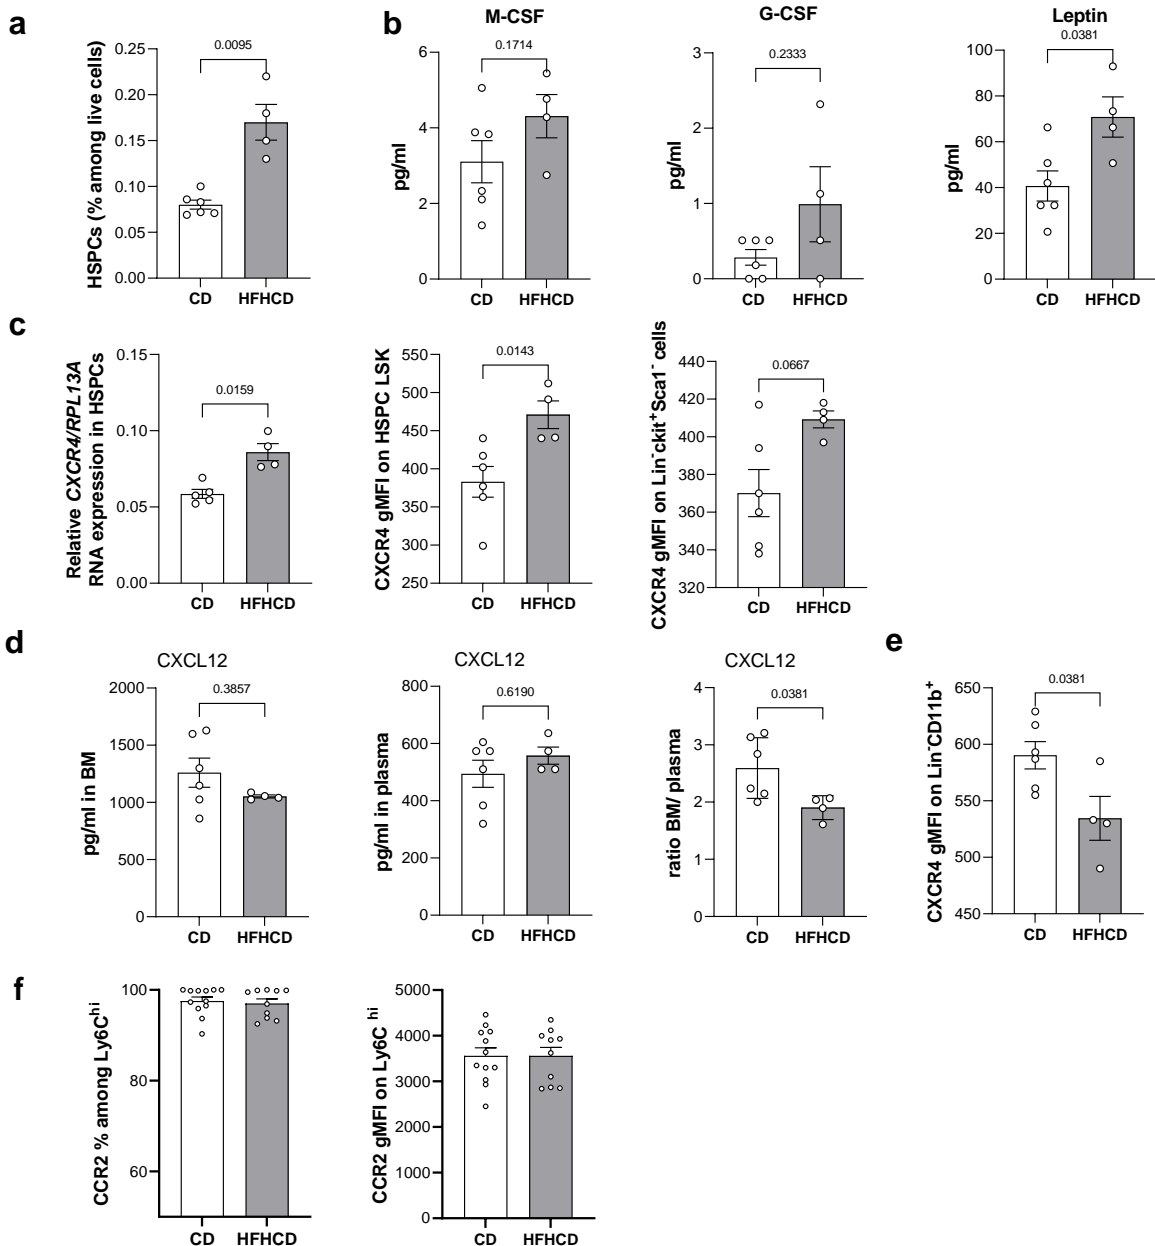 a
HSPCs (% among live cells)
0.25
0.20
0.15
0.10
0.05
0.00
0.0095
CD HFHCD
b
M-CSF
pg/ml
6
4
2
0
0.1714
CD HFHCD
G-CSF
pg/ml
3
2
1
0
0.2333
CD HFHCD
Leptin
pg/ml
100
80
60
40
20
0
0.0381
CD HFHCD
c
Relative CXCR4/RPL13A
RNA expression in HSPCs
0.15
0.10
0.05
0.00
0.0159
CD HFHCD
CXCR4 gMFI on HSPC LSK
550
500
450
400
350
300
250
0.0143
CD HFHCD
CXCR4 gMFI on Lin⁻ckit⁺Sca1⁻ cells
440
420
400
380
360
340
320
0.0667
CD HFHCD
d
CXCL12
pg/ml in BM
2000
1500
1000
500
0
0.3857
CD HFHCD
CXCL12
pg/ml in plasma
800
600
400
200
0
0.6190
CD HFHCD
CXCL12
ratio BM/ plasma
4
3
2
1
0
0.0381
CD HFHCD
e
CXCR4 gMFI on Lin⁻CD11b⁺
650
600
550
500
450
0.0381
CD HFHCD
f
CCR2 % among Ly6Cʰⁱ
100
80
60
CD HFHCD
CCR2 gMFI on Ly6C ʰⁱ
5000
4000
3000
2000
1000
0
CD HFHCD